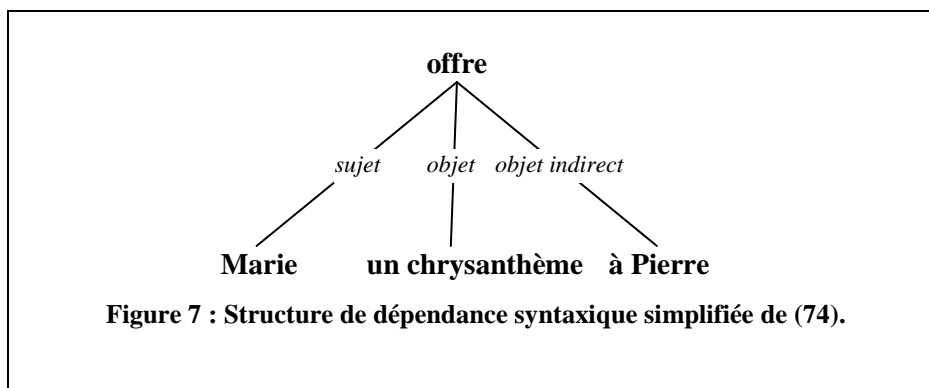 offre
sujet objet objet indirect
Marie un chrysanthème à Pierre
Figure 7 : Structure de dépendance syntaxique simplifiée de (74).